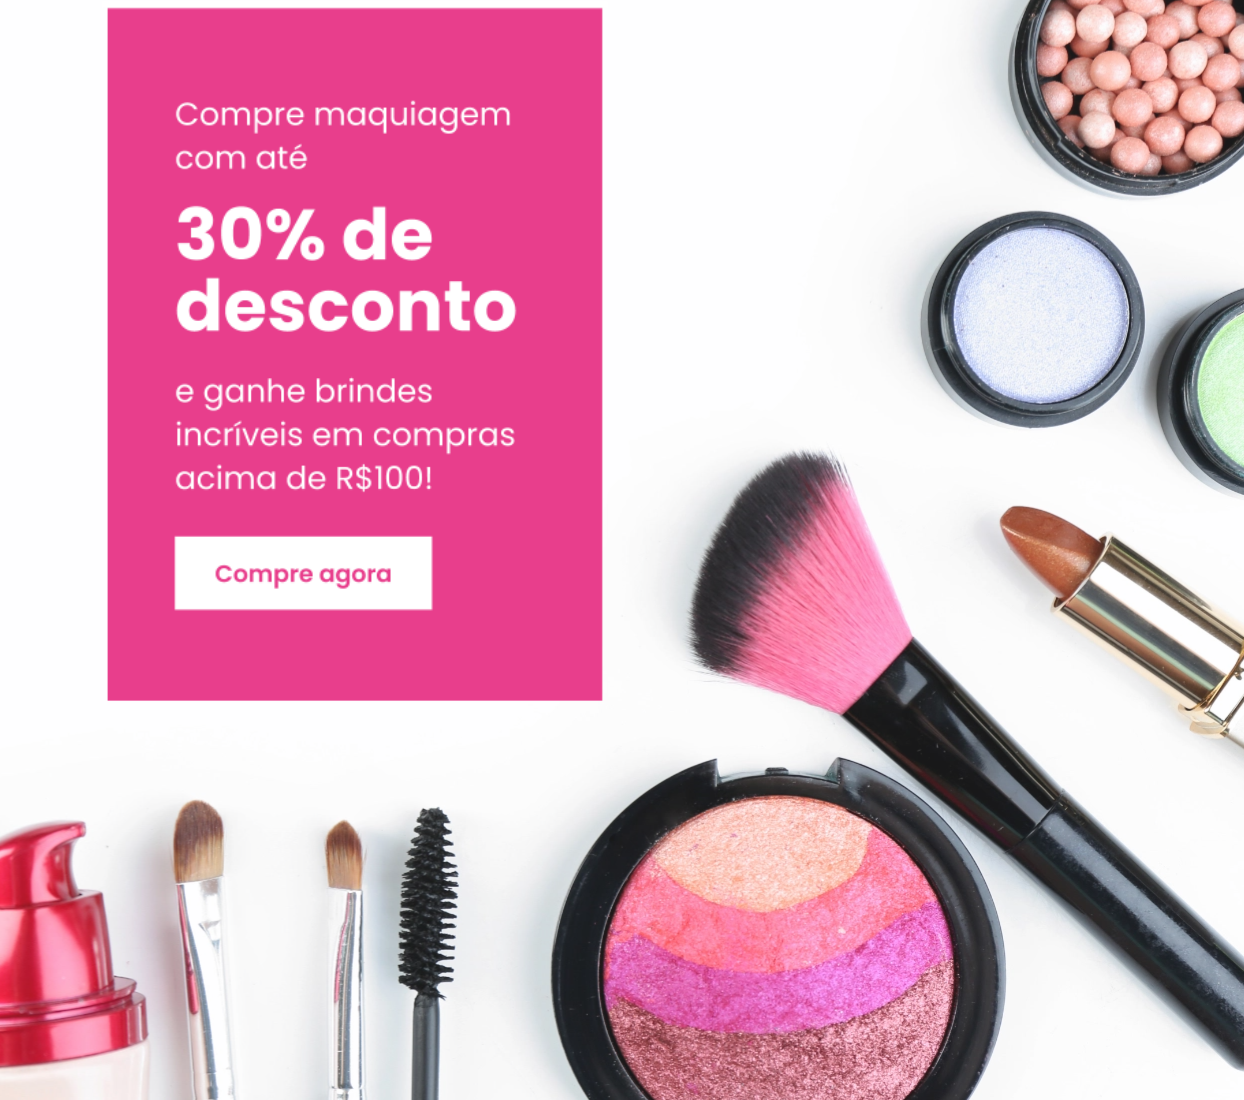 Compre maquiagem
com até
30% de
desconto
e ganhe brindes
incríveis em compras
acima de R$100!
Compre agora